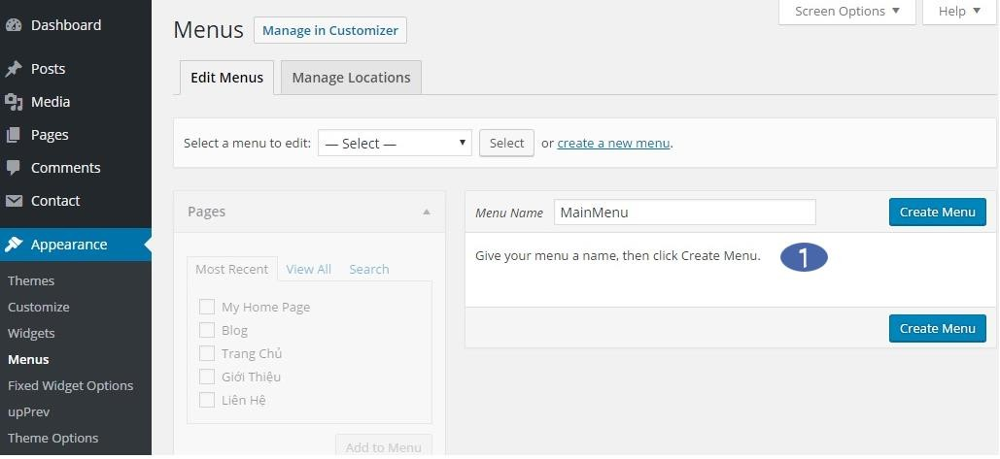 Dashboard
Posts
Media
Pages
Comments
Contact
Appearance
Themes
Customize
Widgets
Menus
Fixed Widget Options
upPrev
Theme Options
Screen Options
Help
Menus
Manage in Customizer
Edit Menus
Manage Locations
Select a menu to edit:
— Select —
Select
or create a new menu.
Pages
Most Recent
View All
Search
My Home Page
Blog
Trang Chủ
Giới Thiệu
Liên Hệ
Add to Menu
Menu Name
MainMenu
Create Menu
Give your menu a name, then click Create Menu.
1
Create Menu